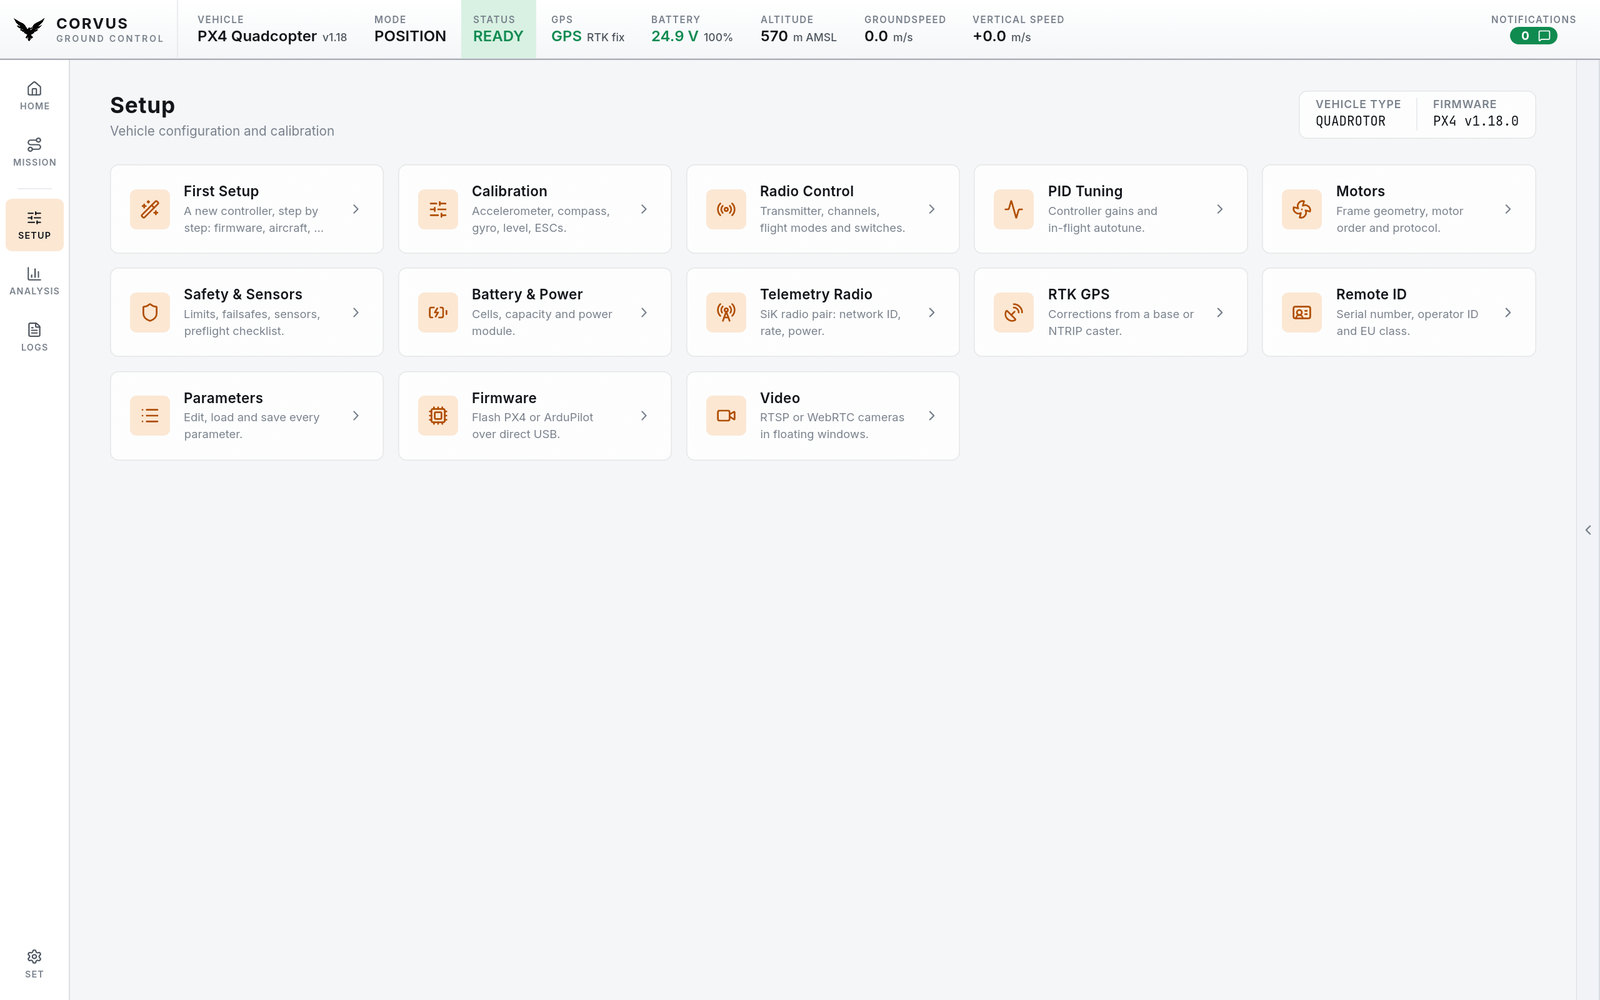 CORVUS
GROUND CONTROL
VEHICLE
PX4 Quadcopter v1.18
MODE
POSITION
STATUS
READY
GPS
GPS RTK fix
BATTERY
24.9 V 100%
ALTITUDE
570 m AMSL
GROUNDSPEED
0.0 m/s
VERTICAL SPEED
+0.0 m/s
NOTIFICATIONS
0
HOME
MISSION
SETUP
ANALYSIS
LOGS
SET
Setup
Vehicle configuration and calibration
VEHICLE TYPE
QUADROTOR
FIRMWARE
PX4 v1.18.0
First Setup
A new controller, step by
step: firmware, aircraft, ...
Calibration
Accelerometer, compass,
gyro, level, ESCs.
Radio Control
Transmitter, channels,
flight modes and switches.
PID Tuning
Controller gains and
in-flight autotune.
Motors
Frame geometry, motor
order and protocol.
Safety & Sensors
Limits, failsafes, sensors,
preflight checklist.
Battery & Power
Cells, capacity and power
module.
Telemetry Radio
SiK radio pair: network ID,
rate, power.
RTK GPS
Corrections from a base or
NTRIP caster.
Remote ID
Serial number, operator ID
and EU class.
Parameters
Edit, load and save every
parameter.
Firmware
Flash PX4 or ArduPilot
over direct USB.
Video
RTSP or WebRTC cameras
in floating windows.